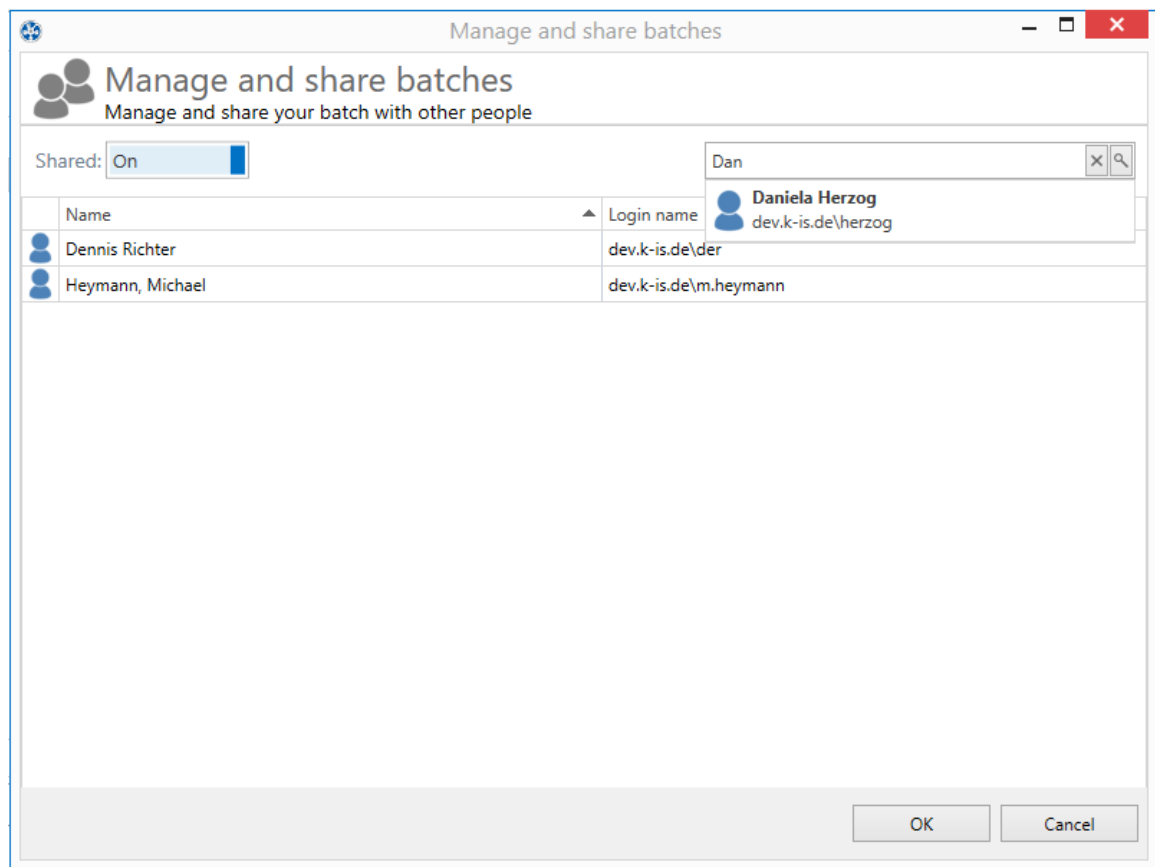 Manage and share batches
Manage and share batches
Manage and share your batch with other people
Shared: On
Dan
Daniela Herzog
dev.k-is.de\herzog
Name Login name
Dennis Richter dev.k-is.de\der
Heymann, Michael dev.k-is.de\m.heymann
OK Cancel